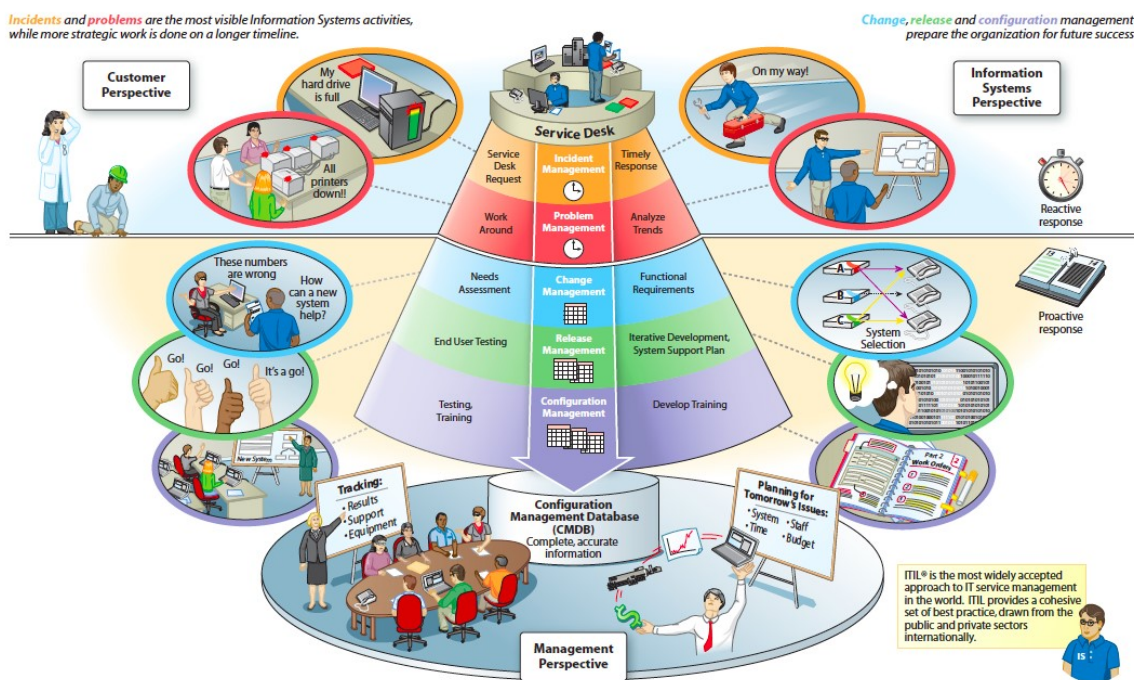 Incidents and problems are the most visible Information Systems activities,
while more strategic work is done on a longer timeline.
Change, release and configuration management
prepare the organization for future success
Customer
Perspective
Information
Systems
Perspective
My
hard drive
is full
On my way!
Service Desk
All
printers
down!!
Service
Desk
Request
Incident
Management
Timely
Response
Work
Around
Problem
Management
Analyze
Trends
Reactive
response
These numbers
are wrong
How
can a new
system
help?
Needs
Assessment
Change
Management
Functional
Requirements
A
B
C
System
Selection
Proactive
response
Go!
Go!
Go!
It's a go!
End User Testing
Release
Management
Iterative Development,
System Support Plan
Testing,
Training
Configuration
Management
Develop Training
New System
Part 2
Work Orders
2
Tracking:
•Results
•Support
•Equipment
Configuration
Management Database
(CMDB)
Complete, accurate
information
Planning for
Tomorrow's Issues:
•System •Staff
•Time •Budget
$
Management
Perspective
ITIL® is the most widely accepted
approach to IT service management
in the world. ITIL provides a cohesive
set of best practice, drawn from the
public and private sectors
internationally.
IS